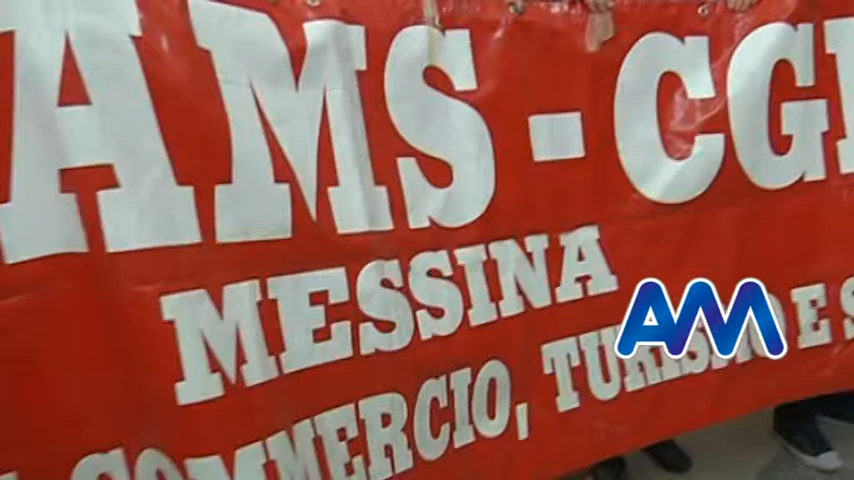 AMS - CG
MESSINA
COMMERCIO, TURISMO E S
AM